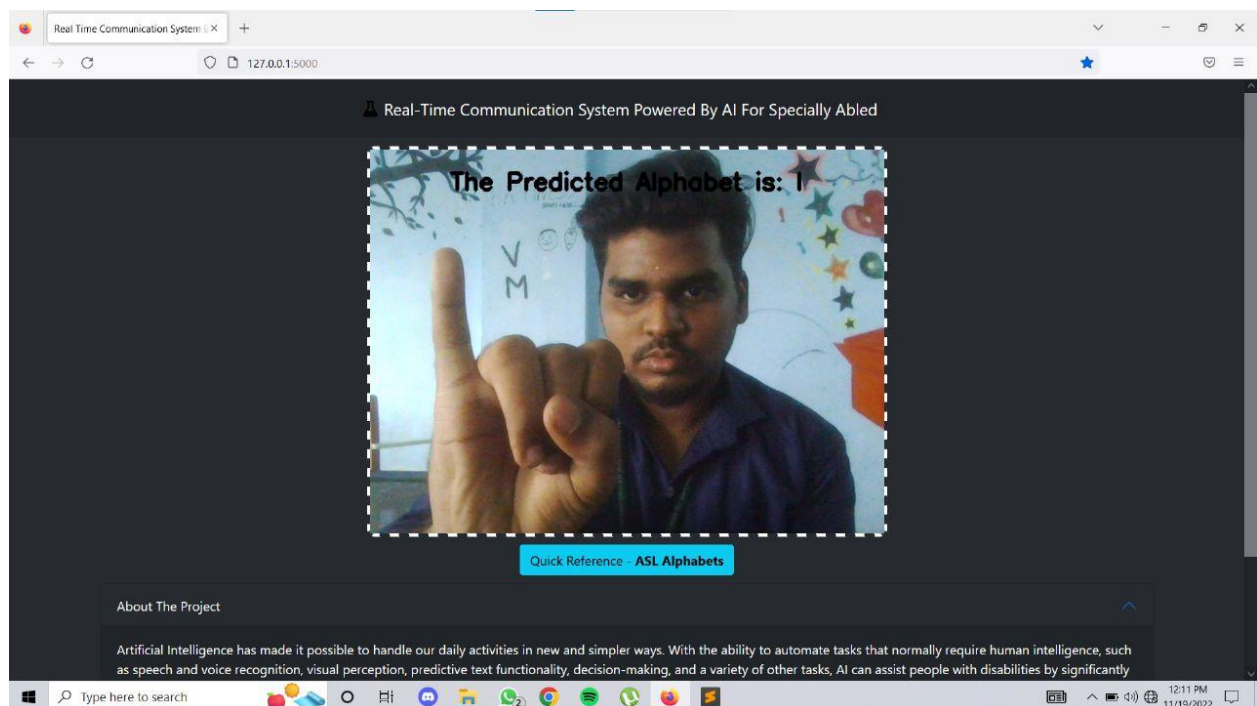 Real Time Communication System
127.0.0.1:5000
Real-Time Communication System Powered By AI For Specially Abled
The Predicted Alphabet is: I
V
M
Quick Reference - ASL Alphabets
About The Project
Artificial Intelligence has made it possible to handle our daily activities in new and simpler ways. With the ability to automate tasks that normally require human intelligence, such
as speech and voice recognition, visual perception, predictive text functionality, decision-making, and a variety of other tasks, AI can assist people with disabilities by significantly
Type here to search
2
12:11 PM
11/19/2022